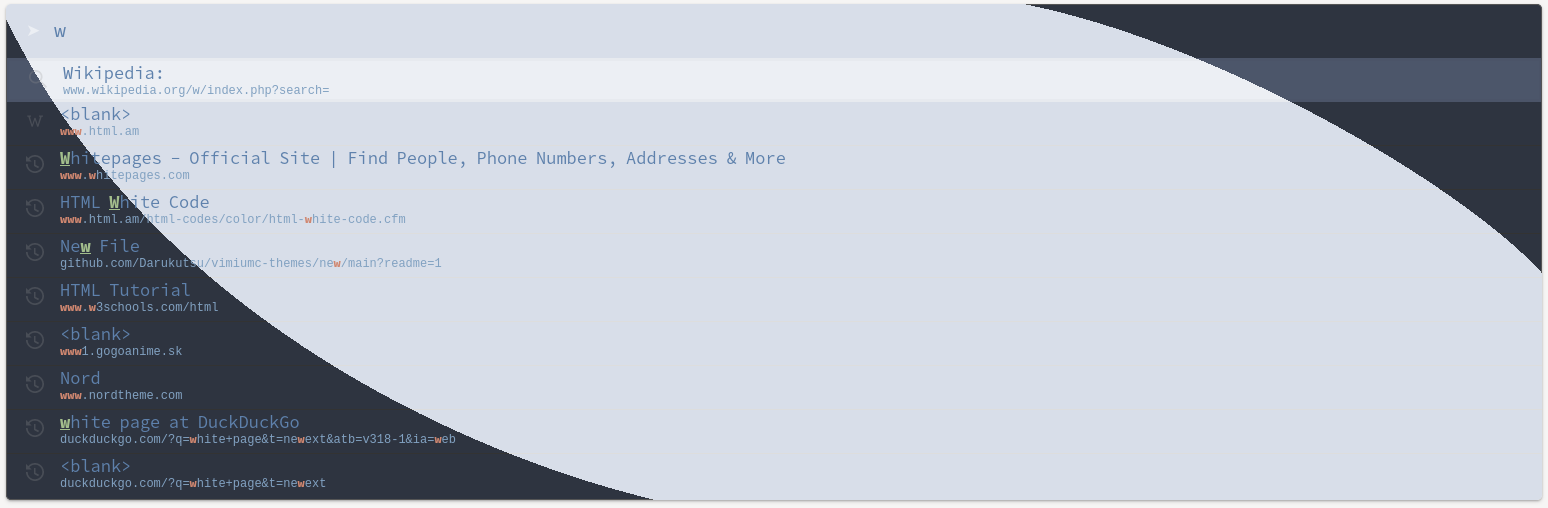 w
Wikipedia:
www.wikipedia.org/w/index.php?search=
W <blank>
www.html.am
Whitepages – Official Site | Find People, Phone Numbers, Addresses & More
www.whitepages.com
HTML White Code
www.html.am/html-codes/color/html-white-code.cfm
New File
github.com/Darukutsu/vimiumc-themes/new/main?readme=1
HTML Tutorial
www.w3schools.com/html
<blank>
www1.gogoanime.sk
Nord
www.nordtheme.com
white page at DuckDuckGo
duckduckgo.com/?q=white+page&t=newext&atb=v318-1&ia=web
<blank>
duckduckgo.com/?q=white+page&t=newext